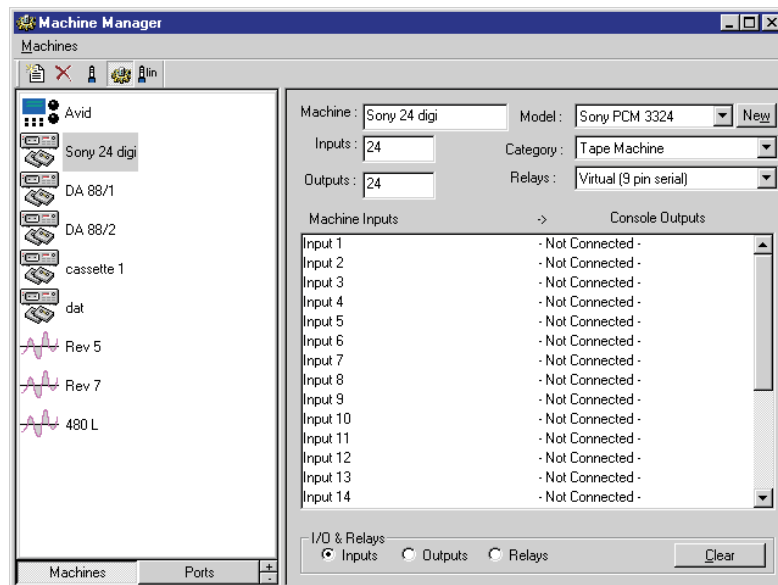 Machine Manager
Machines
lin
Avid
Sony 24 digi
DA 88/1
DA 88/2
cassette 1
dat
Rev 5
Rev 7
480 L
Machines
Ports
+
-
Machine : Sony 24 digi
Model : Sony PCM 3324
New
Inputs : 24
Category : Tape Machine
Outputs : 24
Relays : Virtual (9 pin serial)
Machine Inputs -> Console Outputs
Input 1 - Not Connected -
Input 2 - Not Connected -
Input 3 - Not Connected -
Input 4 - Not Connected -
Input 5 - Not Connected -
Input 6 - Not Connected -
Input 7 - Not Connected -
Input 8 - Not Connected -
Input 9 - Not Connected -
Input 10 - Not Connected -
Input 11 - Not Connected -
Input 12 - Not Connected -
Input 13 - Not Connected -
Input 14 - Not Connected -
I/O & Relays
Inputs Outputs Relays
Clear